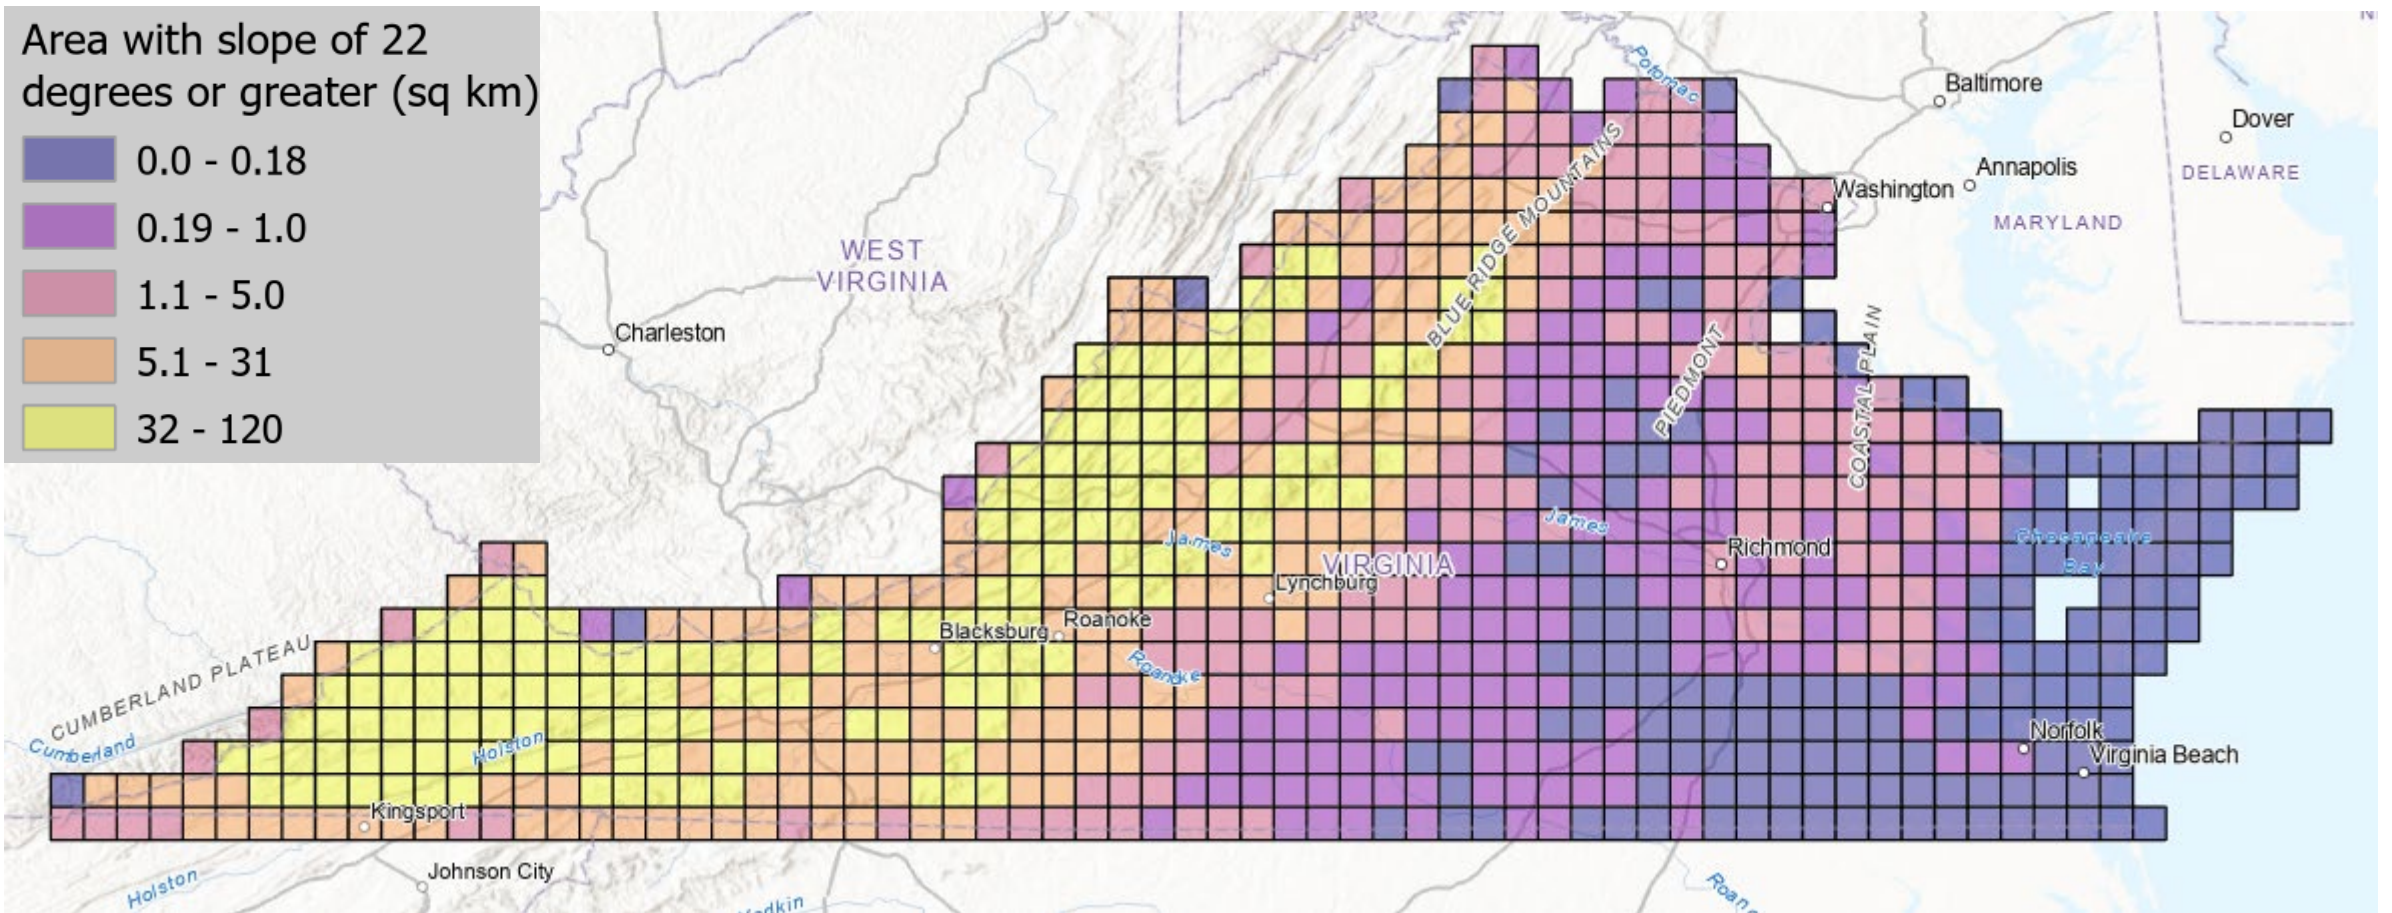 Area with slope of 22
degrees or greater (sq km)
0.0 - 0.18
0.19 - 1.0
1.1 - 5.0
5.1 - 31
32 - 120
N
Potomac
Baltimore
Dover
Annapolis
DELAWARE
Washington
MARYLAND
WEST
VIRGINIA
BLUE RIDGE MOUNTAINS
Charleston
PIEDMONT
COASTAL PLAIN
James
James
Richmond
Chesapeake
Bay
VIRGINIA
Lynchburg
Roanoke
Blacksburg
Roanoke
CUMBERLAND PLATEAU
Cumberland
Holston
Norfolk
Virginia Beach
Kingsport
Johnson City
Holston
Roano